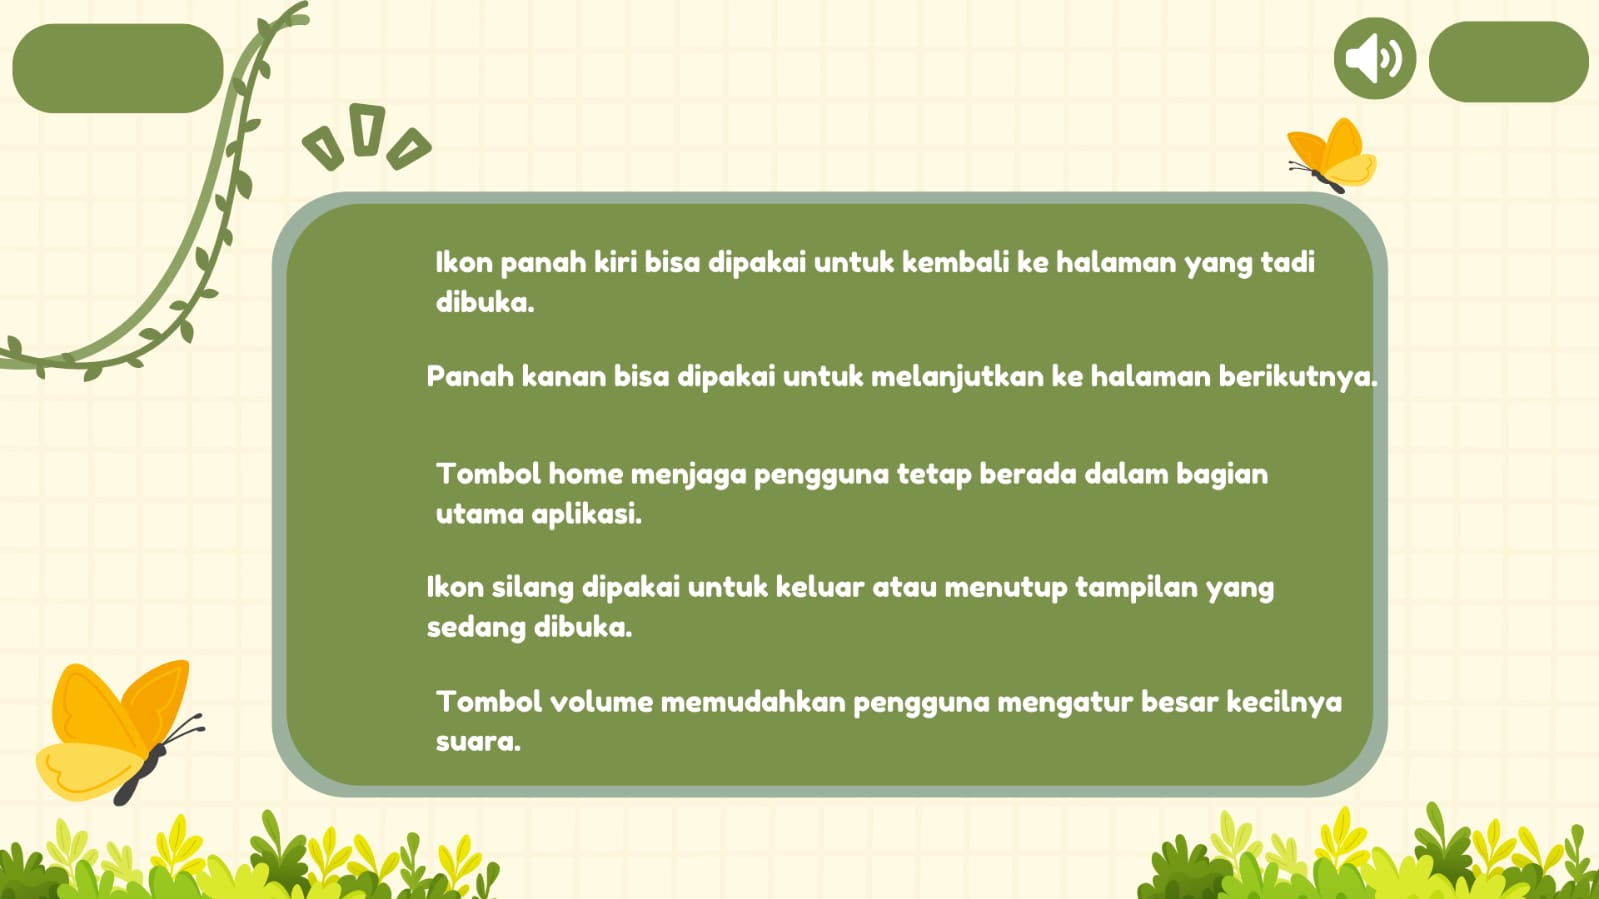 Ikon panah kiri bisa dipakai untuk kembali ke halaman yang tadi
dibuka.
Panah kanan bisa dipakai untuk melanjutkan ke halaman berikutnya.
Tombol home menjaga pengguna tetap berada dalam bagian
utama aplikasi.
Ikon silang dipakai untuk keluar atau menutup tampilan yang
sedang dibuka.
Tombol volume memudahkan pengguna mengatur besar kecilnya
suara.